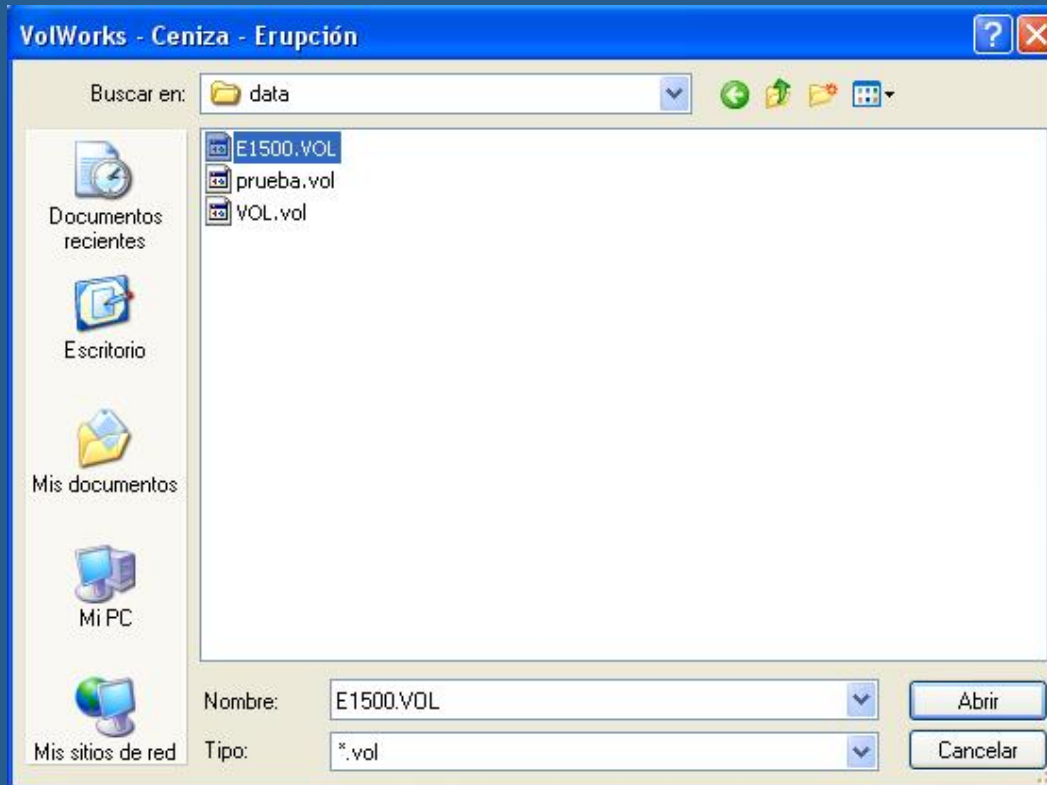 VolWorks - Ceniza - Erupción
Buscar en:
data
E1500.VOL
prueba.vol
VOL.vol
Documentos
recientes
Escritorio
Mis documentos
Mi PC
Mis sitios de red
Nombre:
E1500.VOL
Abrir
Tipo:
*.vol
Cancelar